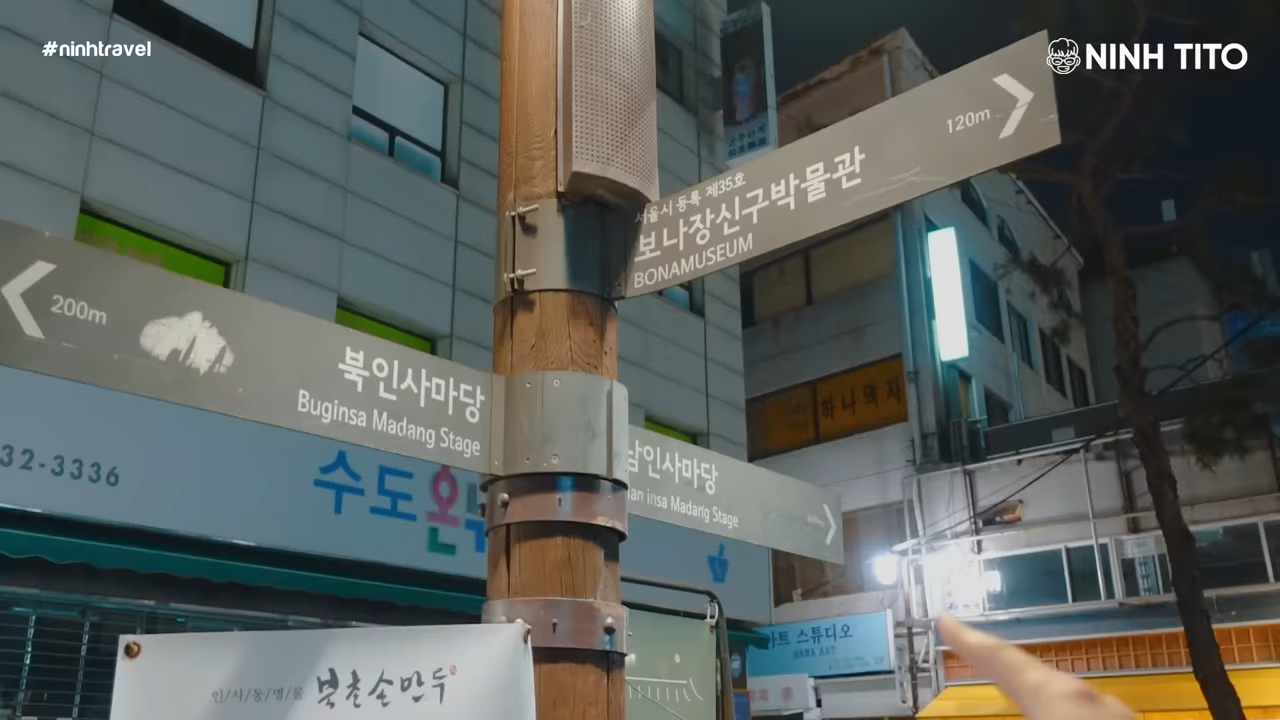 #ninhtravel
NINH TITO
120m
서울시 등록 제35호
보나장신구박물관
BONAMUSEUM
200m
북인사마당
Buginsa Madang Stage
남인사마당
insa Madang Stage
하나역사
32-3336
수도온
아트 스튜디오
HANA ART
인/사/동/명/물 북촌손만두